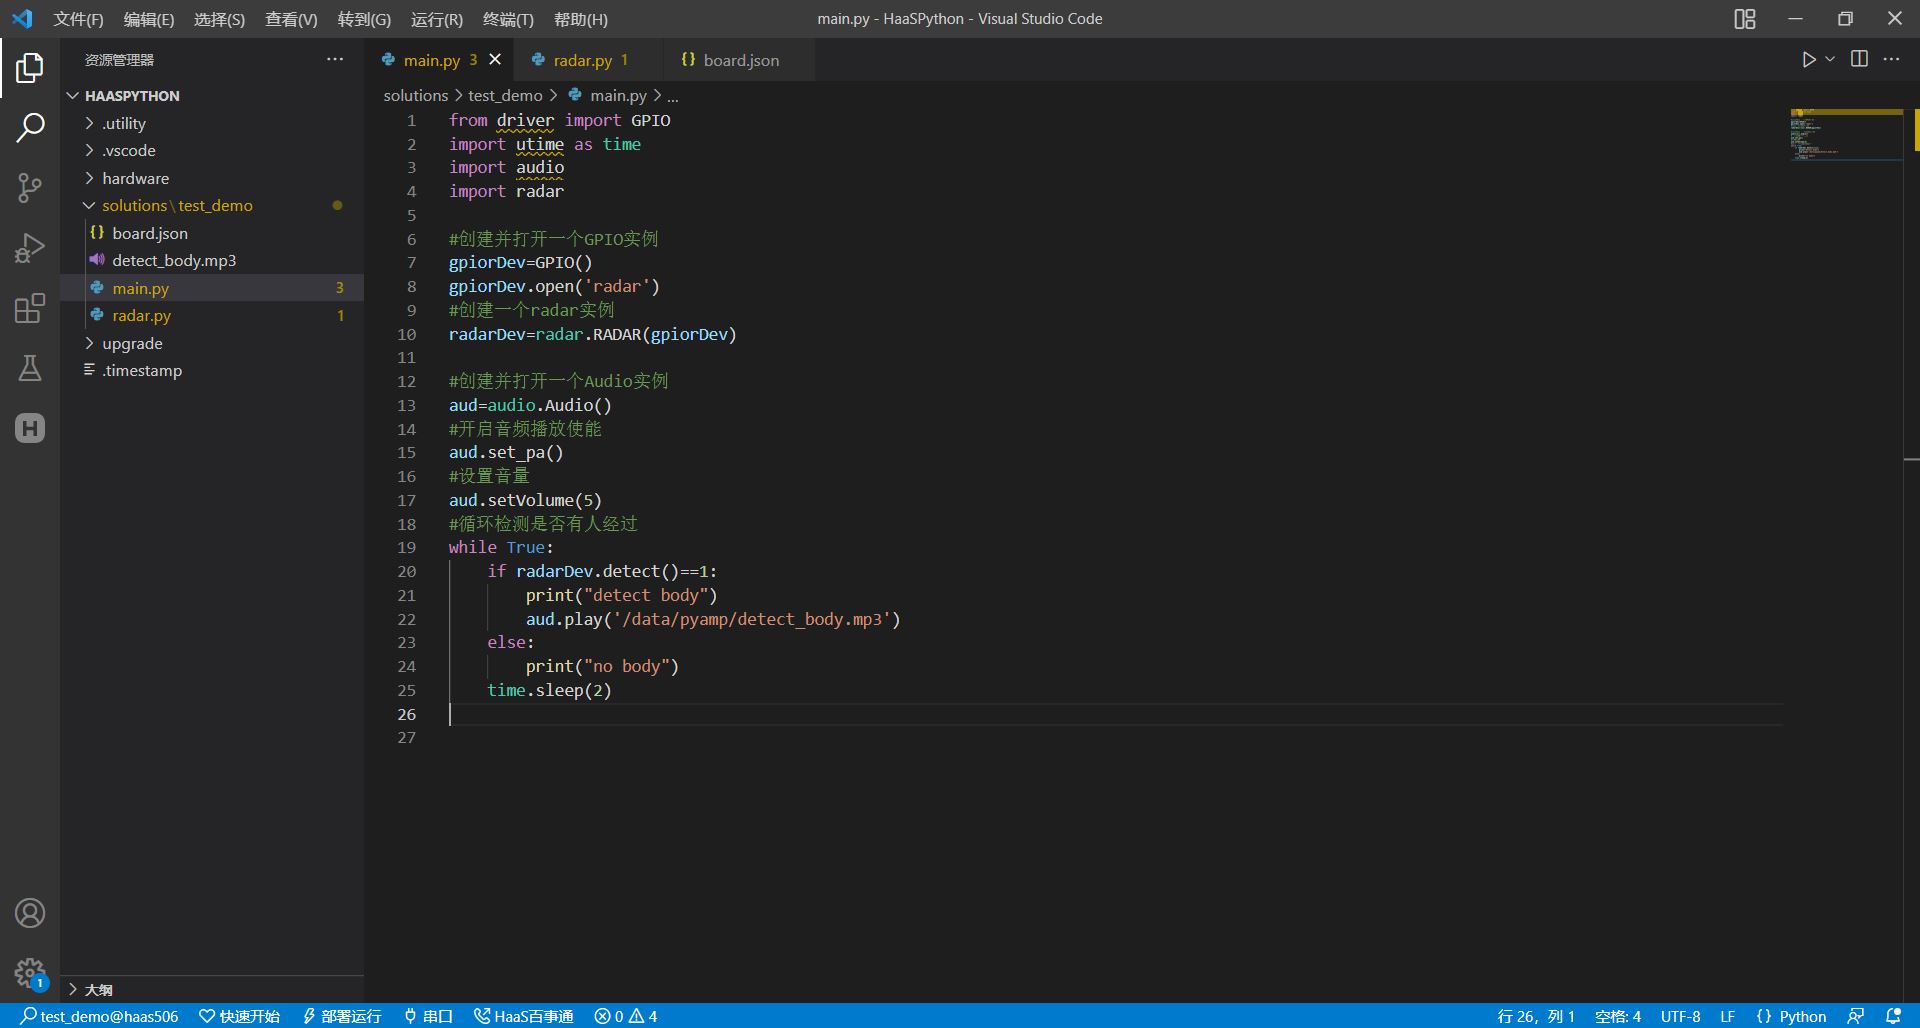 文件(F) 编辑(E) 选择(S) 查看(V) 转到(G) 运行(R) 终端(T) 帮助(H)
main.py - HaaSPython - Visual Studio Code
资源管理器
HAASPYTHON
.utility
.vscode
hardware
solutions\test_demo
board.json
detect_body.mp3
main.py 3
radar.py 1
upgrade
.timestamp
大纲
main.py 3
radar.py 1
board.json
solutions > test_demo > main.py > ...
1 from driver import GPIO
2 import utime as time
3 import audio
4 import radar
5
6 #创建并打开一个GPIO实例
7 gpiorDev=GPIO()
8 gpiorDev.open('radar')
9 #创建一个radar实例
10 radarDev=radar.RADAR(gpiorDev)
11
12 #创建并打开一个Audio实例
13 aud=audio.Audio()
14 #开启音频播放使能
15 aud.set_pa()
16 #设置音量
17 aud.setVolume(5)
18 #循环检测是否有人经过
19 while True:
20     if radarDev.detect()==1:
21         print("detect body")
22         aud.play('/data/pyamp/detect_body.mp3')
23     else:
24         print("no body")
25     time.sleep(2)
26
27
1
test_demo@haas506 快速开始 部署运行 串口 HaaS百事通 0 4
行 26，列 1 空格: 4 UTF-8 LF {} Python